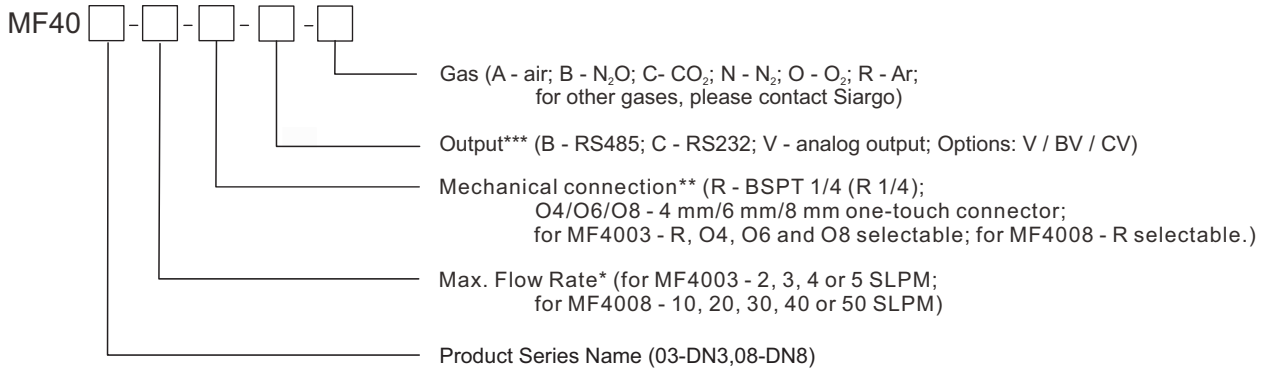 MF40 - - - -
Gas (A - air; B - N₂O; C- CO₂; N - N₂; O - O₂; R - Ar;
for other gases, please contact Siargo)
Output*** (B - RS485; C - RS232; V - analog output; Options: V / BV / CV)
Mechanical connection** (R - BSPT 1/4 (R 1/4);
O4/O6/O8 - 4 mm/6 mm/8 mm one-touch connector;
for MF4003 - R, O4, O6 and O8 selectable; for MF4008 - R selectable.)
Max. Flow Rate* (for MF4003 - 2, 3, 4 or 5 SLPM;
for MF4008 - 10, 20, 30, 40 or 50 SLPM)
Product Series Name (03-DN3,08-DN8)